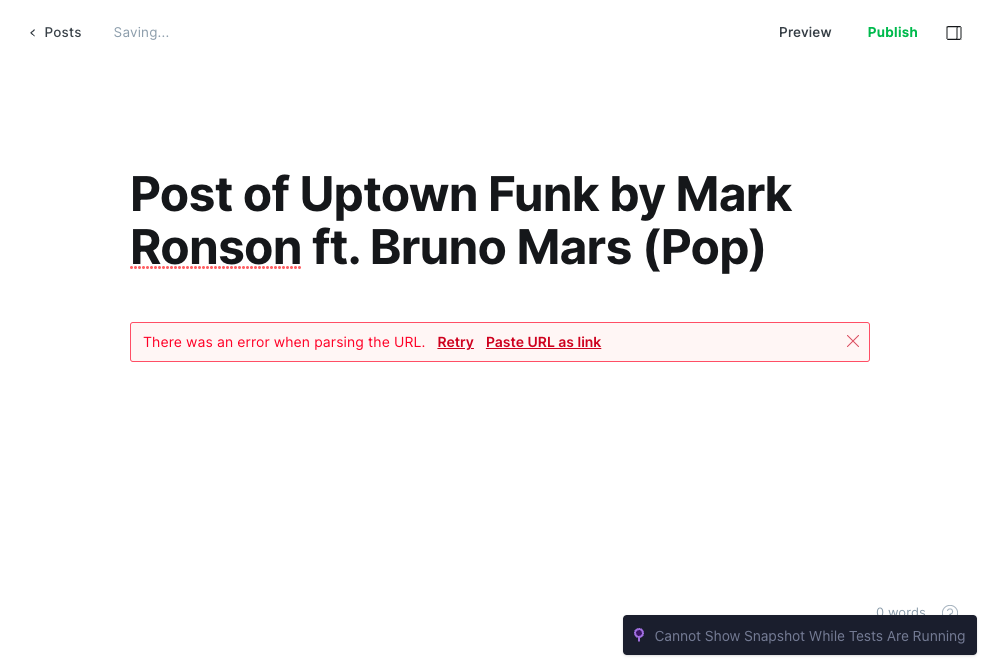 Posts Saving... Preview Publish
Post of Uptown Funk by Mark
Ronson ft. Bruno Mars (Pop)
There was an error when parsing the URL. Retry Paste URL as link
0 words ?
Cannot Show Snapshot While Tests Are Running